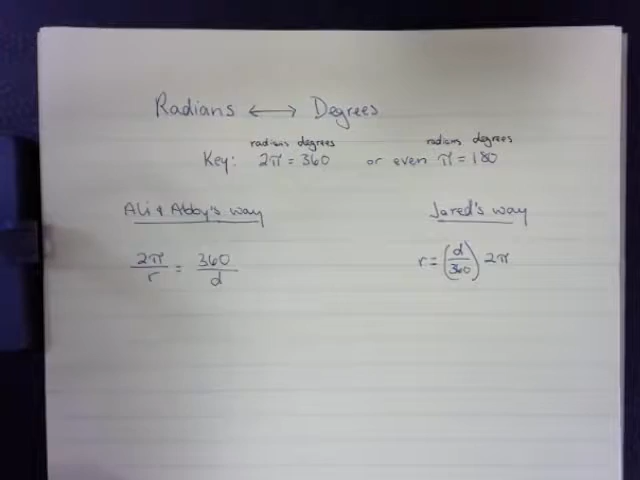 Radians ⟷ Degrees
radians degrees radians degrees
Key: 2π = 360 or even π = 180
Ali & Abby's way Jared's way
2π/r = 360/d r = (d/360) 2π